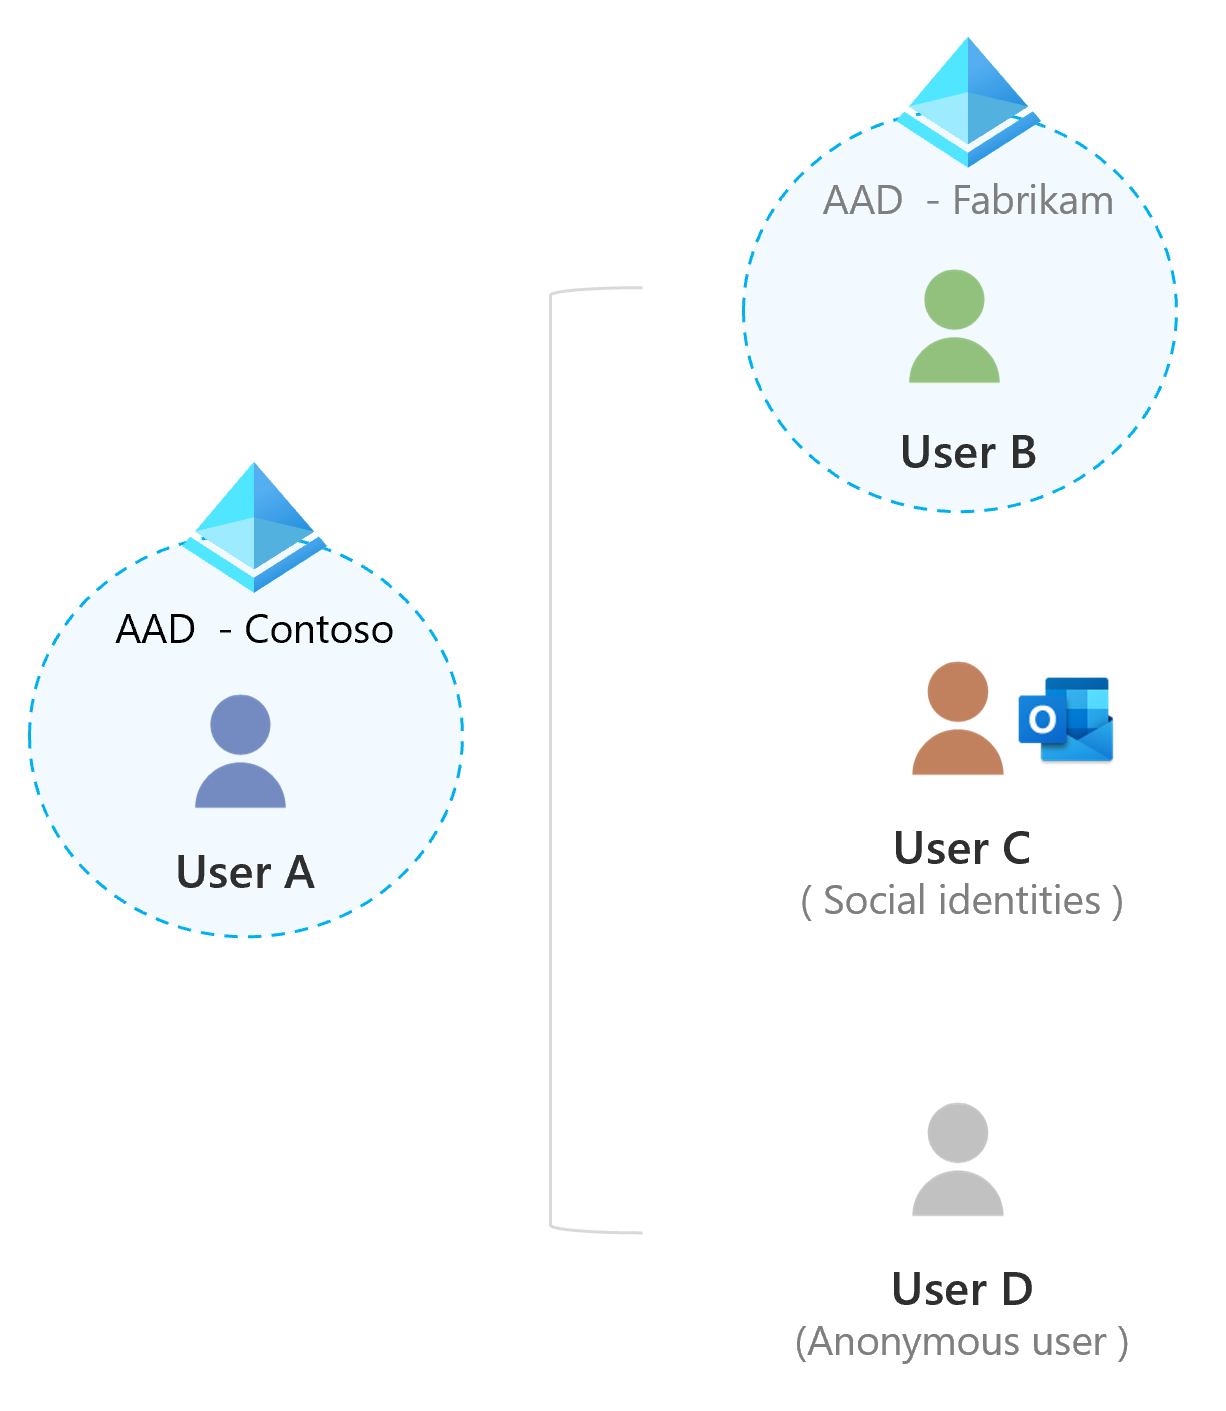 AAD  - Fabrikam
User B
AAD  - Contoso
User A
O
User C
( Social identities )
User D
(Anonymous user )